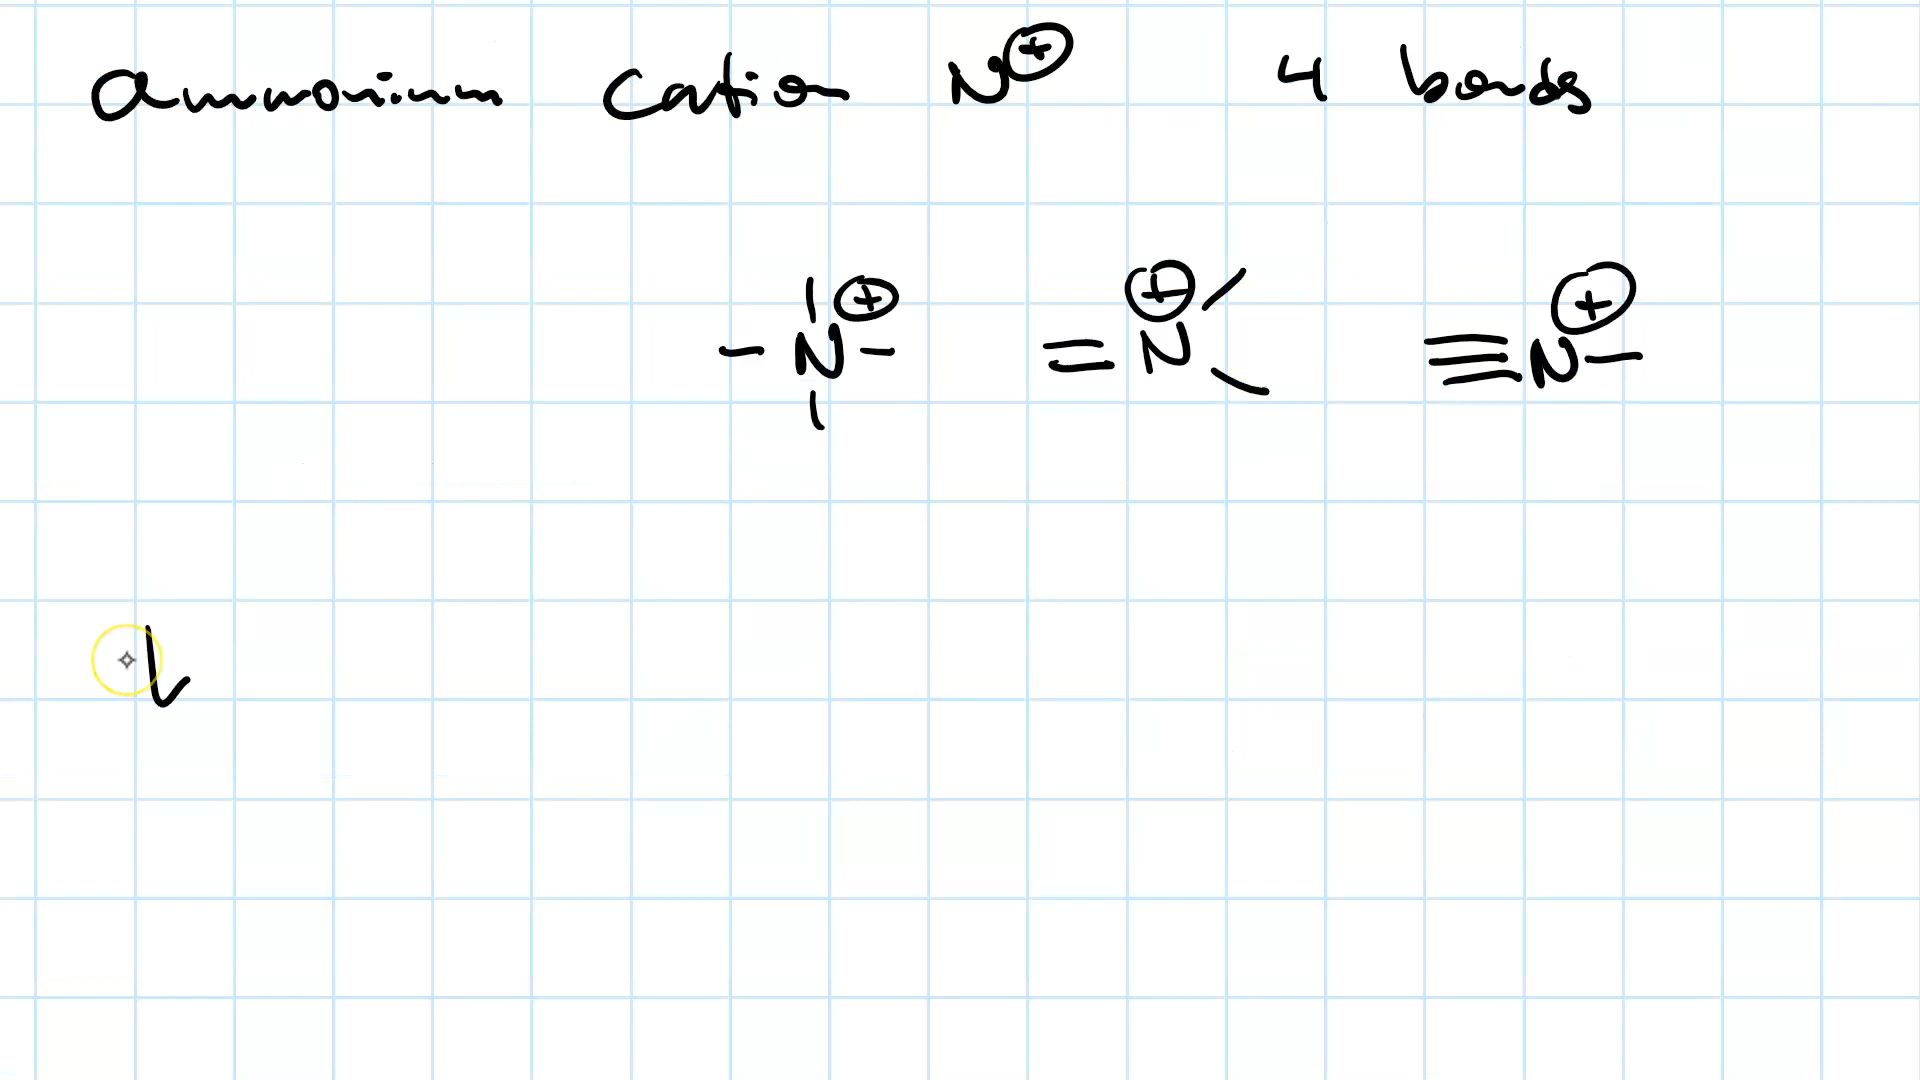 ammonium cation N⊕ 4 bonds
-N⊕- =N⊕ ≡N⊕-